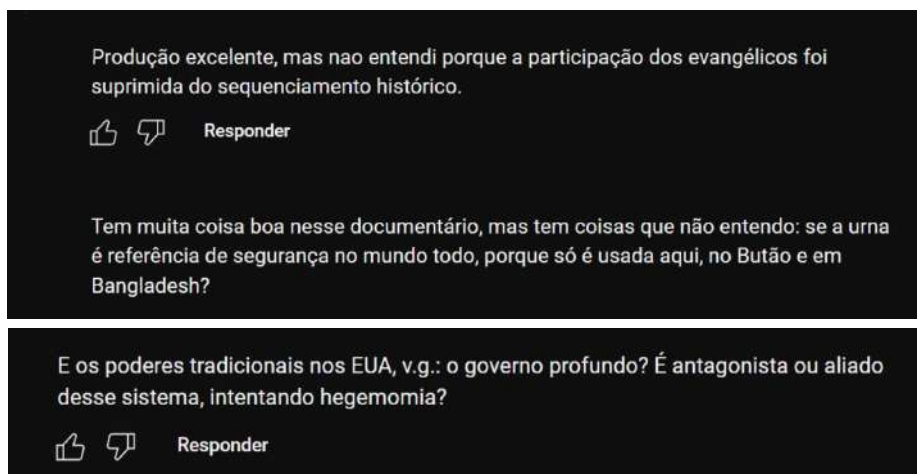 Produção excelente, mas nao entendi porque a participação dos evangélicos foi
suprimida do sequenciamento histórico.
Responder
Tem muita coisa boa nesse documentário, mas tem coisas que não entendo: se a urna
é referência de segurança no mundo todo, porque só é usada aqui, no Butão e em
Bangladesh?
E os poderes tradicionais nos EUA, v.g.: o governo profundo? É antagonista ou aliado
desse sistema, intentando hegemomia?
Responder